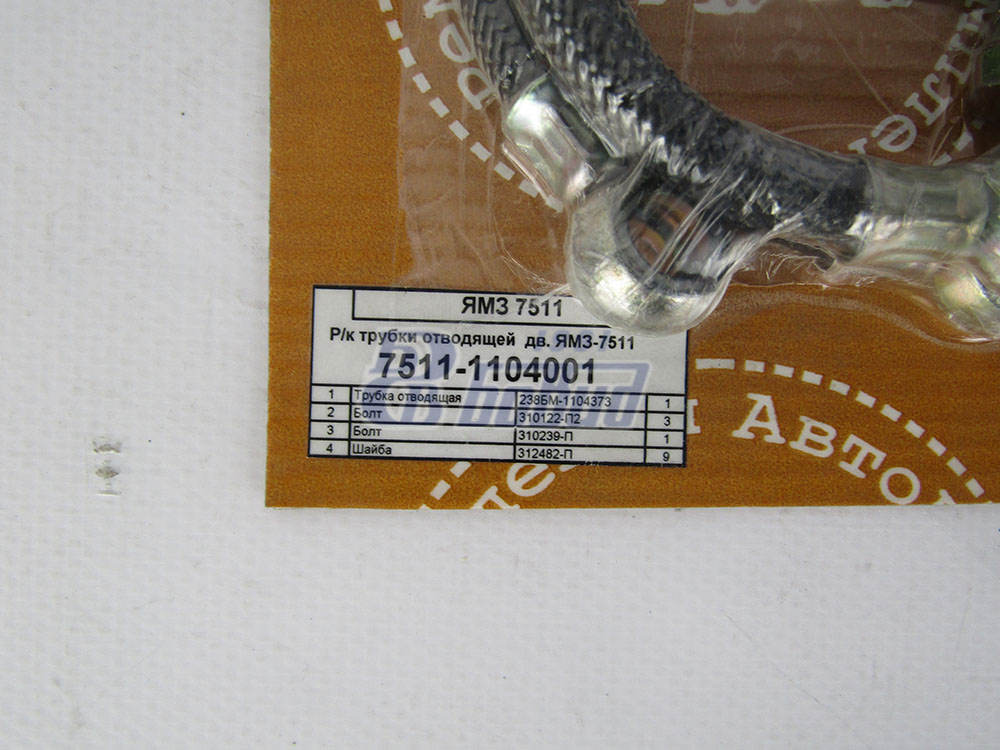 ЯМЗ 7511
Р/к трубки отводящей дв. ЯМЗ-7511
7511-1104001
1 Трубка отводящая 238БМ-1104373 1
2 Болт 310122-П2 3
3 Болт 310239-П 1
4 Шайба 312482-П 9
Авто